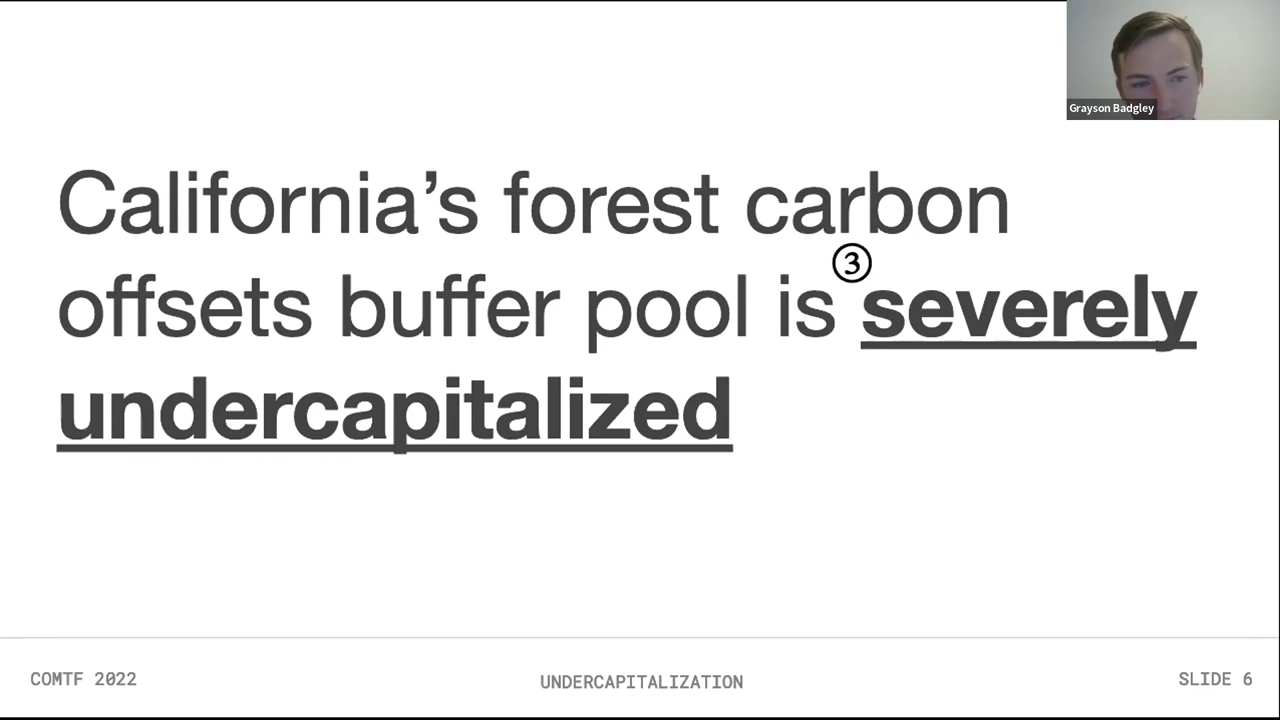 Grayson Badgley
California’s forest carbon
③
offsets buffer pool is severely
undercapitalized
COMTF 2022
UNDERCAPITALIZATION
SLIDE 6